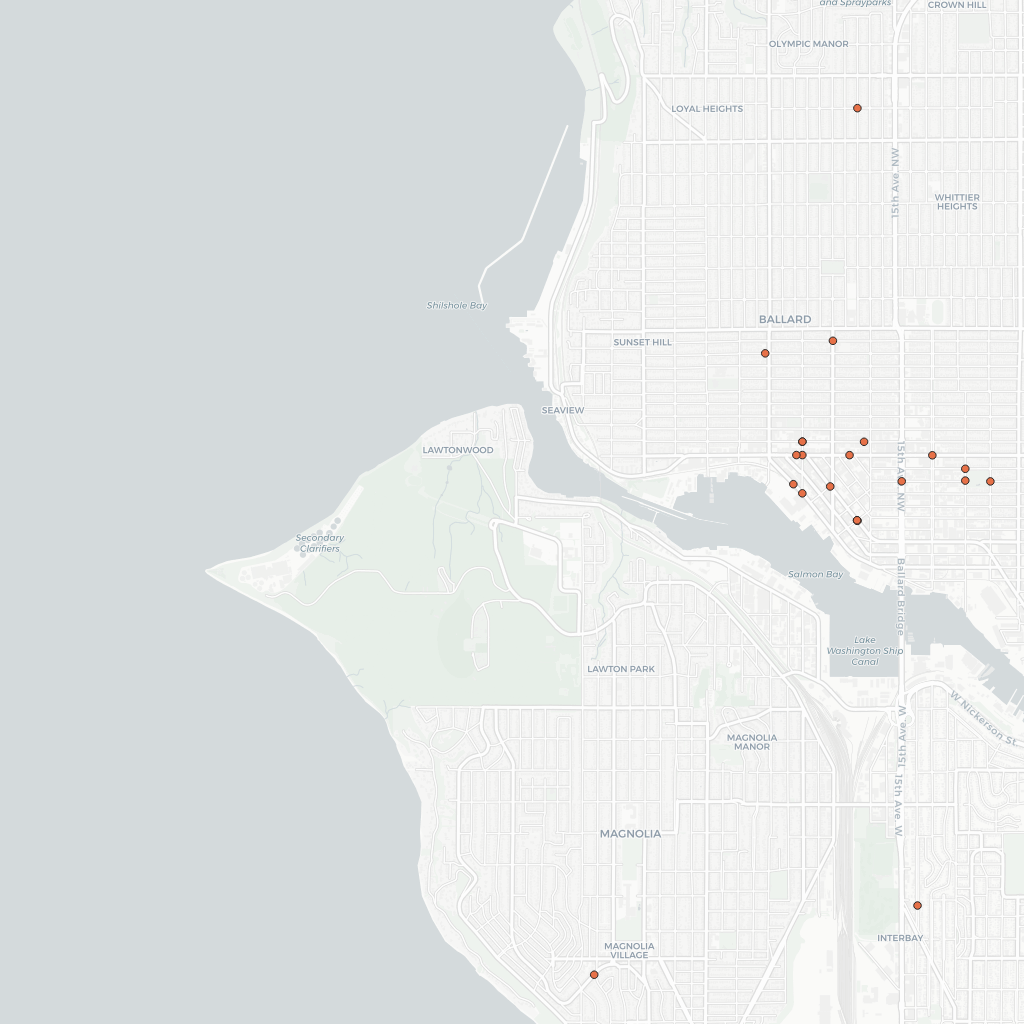 and Sprayparks
CROWN HILL
OLYMPIC MANOR
LOYAL HEIGHTS
15th Ave. NW
WHITTIER
HEIGHTS
Shilshole Bay
BALLARD
SUNSET HILL
SEAVIEW
LAWTONWOOD
15th Ave. NW
Secondary
Clarifiers
Salmon Bay
Ballard Bridge
Lake
Washington Ship
Canal
LAWTON PARK
W Nickerson St.
15th Ave. W
MAGNOLIA
MANOR
15th Ave. W
MAGNOLIA
INTERBAY
MAGNOLIA
VILLAGE